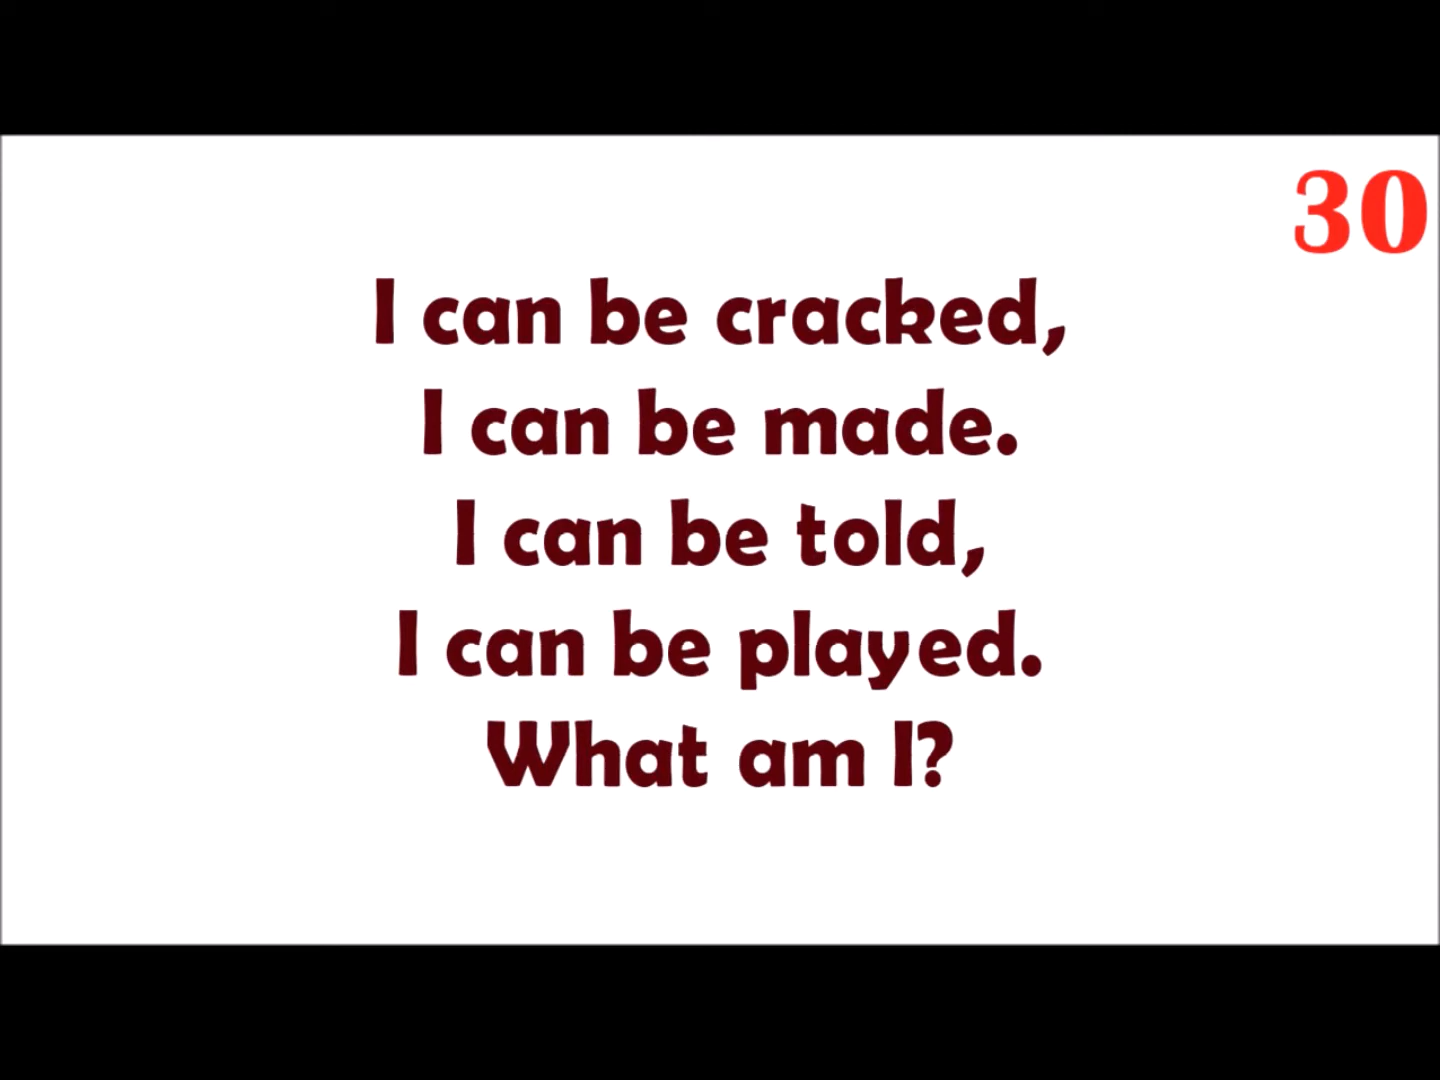 30
I can be cracked,
I can be made.
I can be told,
I can be played.
What am I?